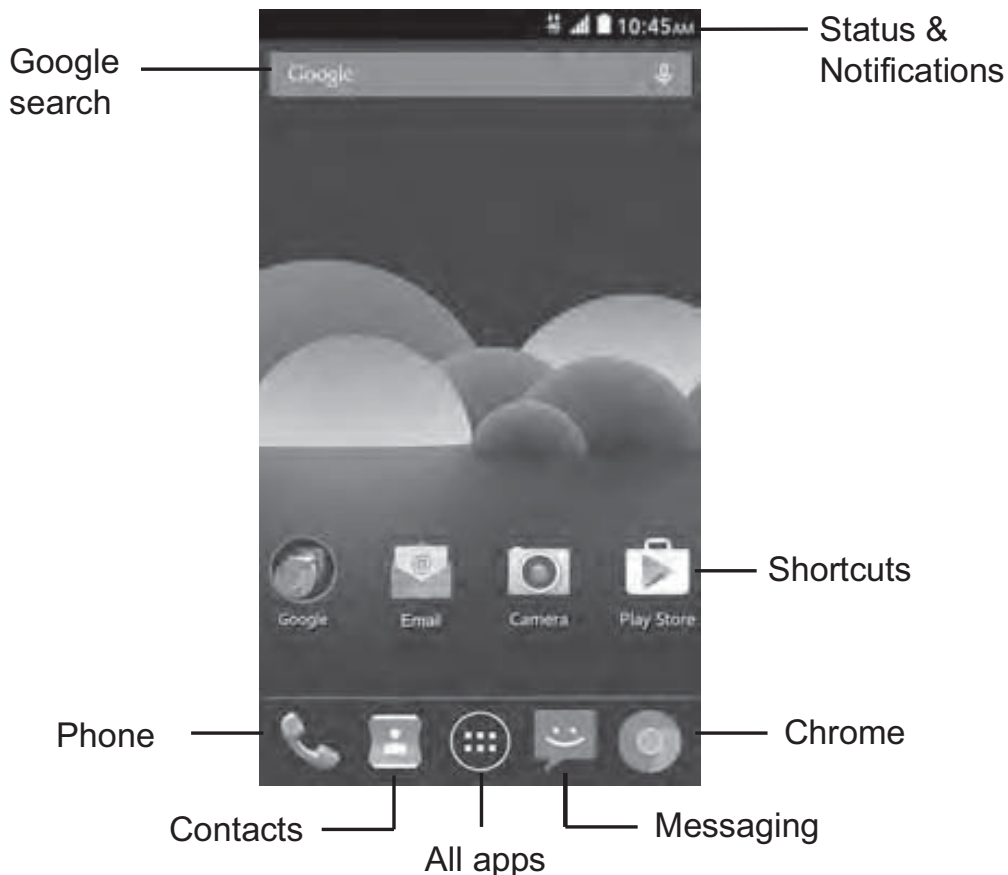 10:45AM
Status &
Notifications
Google
search
Google
Google
Email
Camera
Play Store
Shortcuts
Phone
Chrome
Contacts
Messaging
All apps